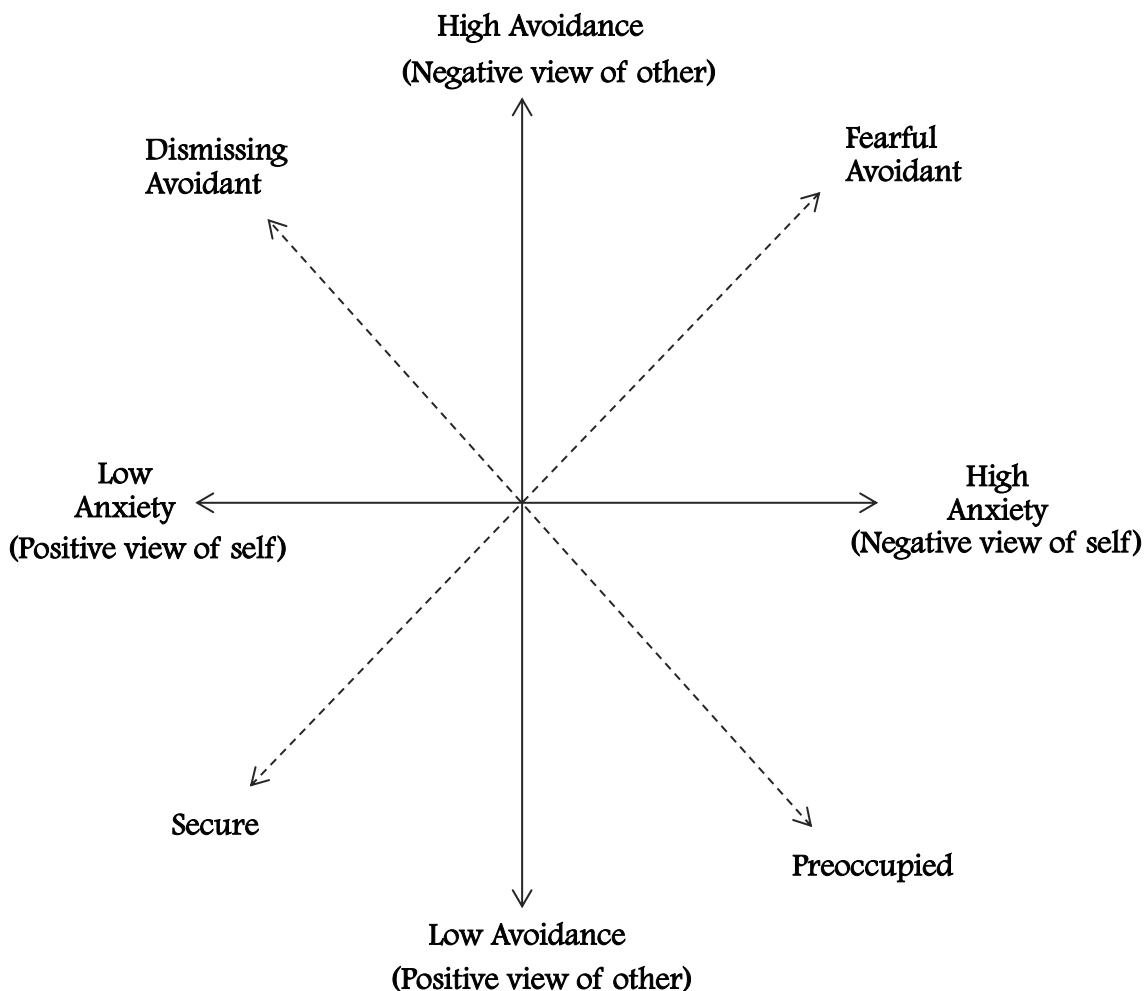 High Avoidance
(Negative view of other)
Dismissing
Avoidant
Fearful
Avoidant
Low
Anxiety
(Positive view of self)
High
Anxiety
(Negative view of self)
Secure
Preoccupied
Low Avoidance
(Positive view of other)